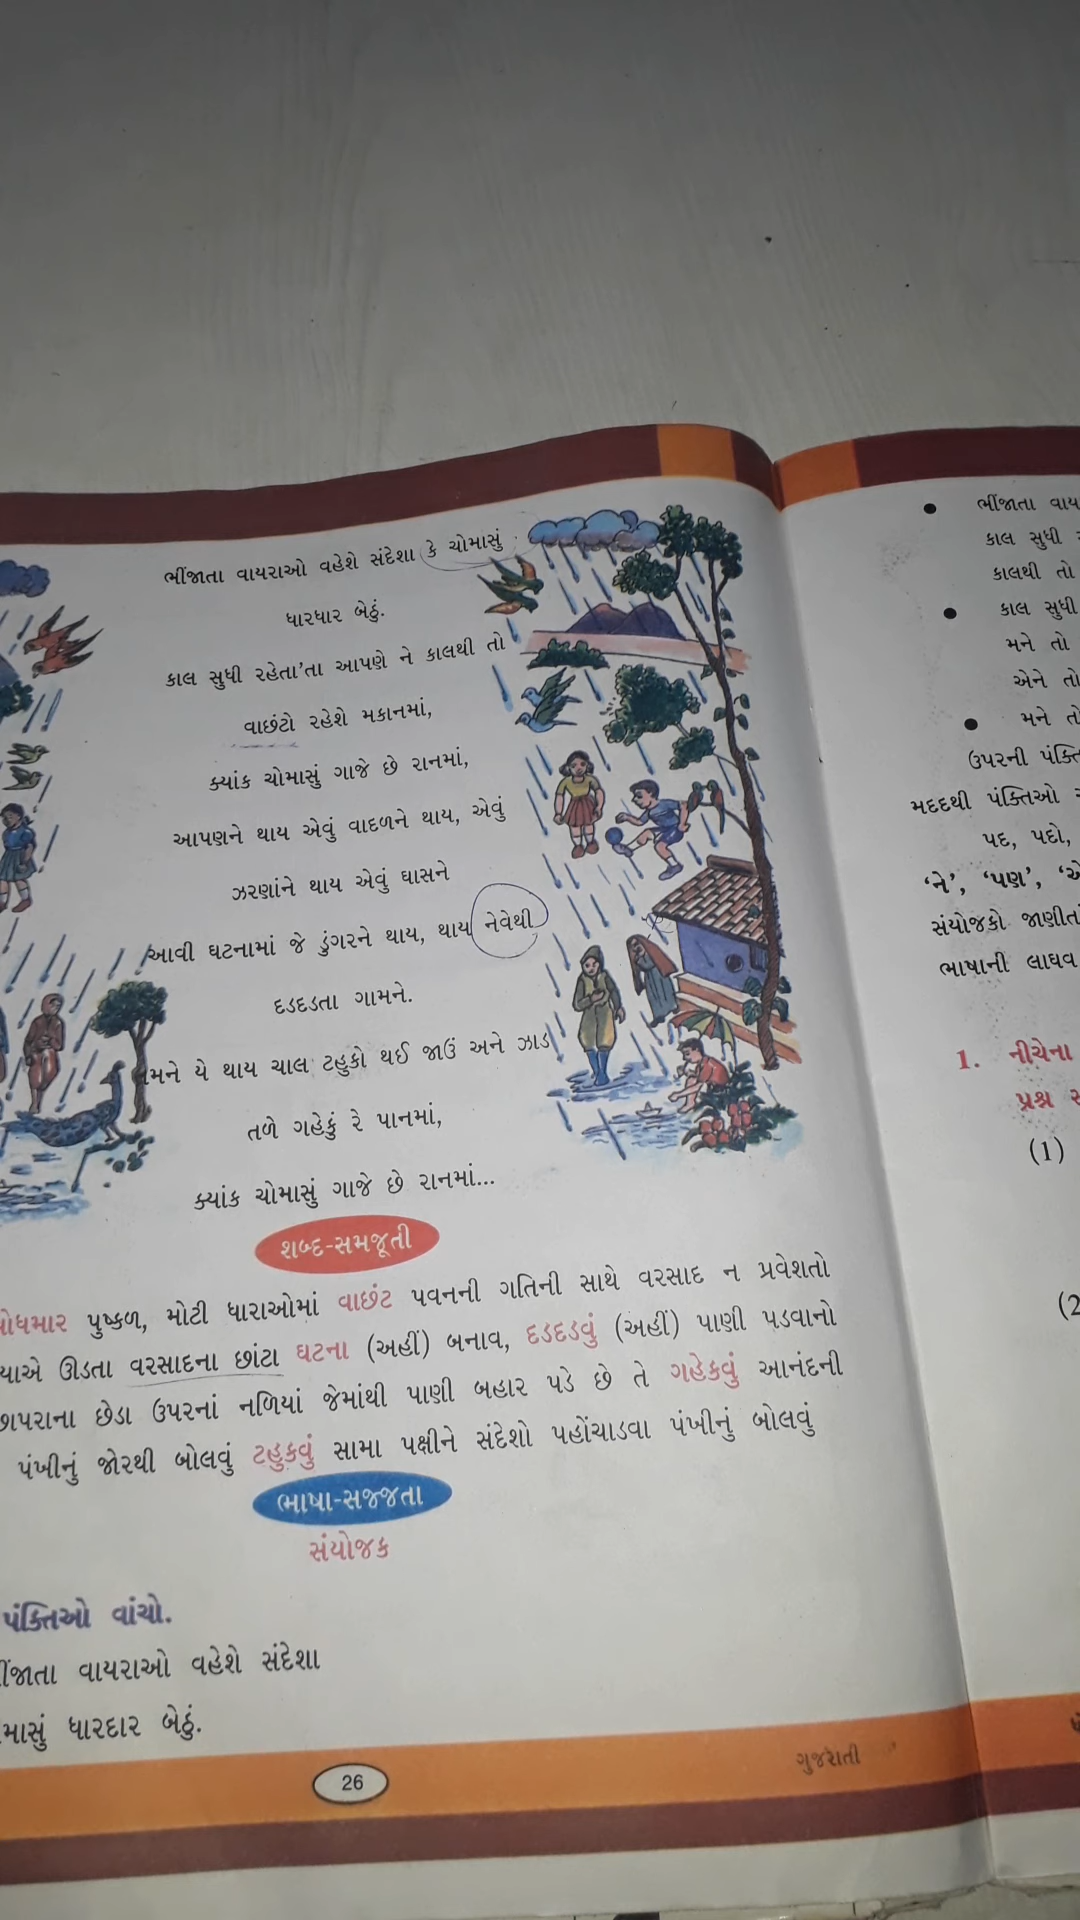 ભીંજાતા વાયરાઓ વહેશે સંદેશા કે ચોમાસું
ધારધાર બેઠું.
કાલ સુધી રહેતા'તા આપણે ને કાલથી તો
વાછંટો રહેશે મકાનમાં,
ક્યાંક ચોમાસું ગાજે છે રાનમાં,
આપણને થાય એવું વાદળને થાય, એવું
ઝરણાંને થાય એવું ઘાસને
આવી ઘટનામાં જે ડુંગરને થાય, થાય નેવેથી
દડદડતા ગામને.
મને યે થાય ચાલ ટહુકો થઈ જાઉં અને ઝાડ
તળે ગહેકું રે પાનમાં,
ક્યાંક ચોમાસું ગાજે છે રાનમાં...
શબ્દ-સમજૂતી
પુષ્કળ, મોટી ધારાઓમાં વાછંટ પવનની ગતિની સાથે વરસાદ ન પ્રવેશતો
ઊડતા વરસાદના છાંટા ઘટના (અહીં) બનાવ, દડદડવું (અહીં) પાણી પડવાનો
છાપરાના છેડા ઉપરનાં નળિયાં જેમાંથી પાણી બહાર પડે છે તે ગહેકવું આનંદની
પંખીનું જોરથી બોલવું ટહુકવું સામા પક્ષીને સંદેશો પહોંચાડવા પંખીનું બોલવું
ભાષા-સજ્જતા
સંયોજક
પંક્તિઓ વાંચો.
વાયરાઓ વહેશે સંદેશા
ધારદાર બેઠું.
26
ગુજરાતી
● ભીંજાતા
કાલ સુધી
કાલથી તો
● કાલ સુધી
મને તો
એને તો
● મને
ઉપરની
મદદથી પંક્તિઓ
પદ, પદો,
'ને', 'પણ',
સંયોજકો
ભાષાની લાઘવ
1. નીચેના
પ્રશ્ન
(1)